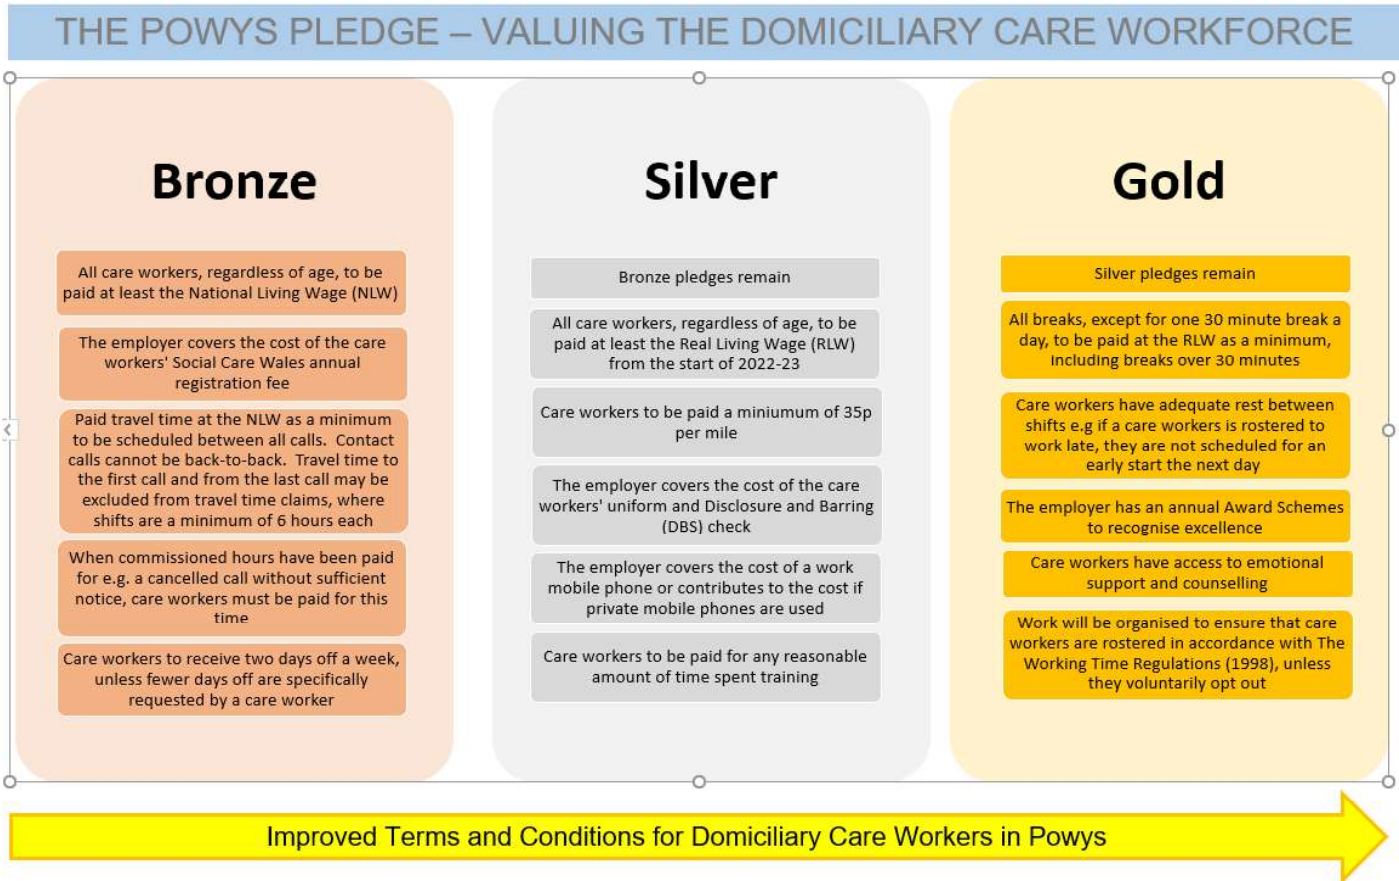 THE POWYS PLEDGE – VALUING THE DOMICILIARY CARE WORKFORCE
Bronze
All care workers, regardless of age, to be
paid at least the National Living Wage (NLW)
The employer covers the cost of the care
workers' Social Care Wales annual
registration fee
Paid travel time at the NLW as a minimum
to be scheduled between all calls. Contact
calls cannot be back-to-back. Travel time to
the first call and from the last call may be
excluded from travel time claims, where
shifts are a minimum of 6 hours each
When commissioned hours have been paid
for e.g. a cancelled call without sufficient
notice, care workers must be paid for this
time
Care workers to receive two days off a week,
unless fewer days off are specifically
requested by a care worker
Silver
Bronze pledges remain
All care workers, regardless of age, to be
paid at least the Real Living Wage (RLW)
from the start of 2022-23
Care workers to be paid a miniumum of 35p
per mile
The employer covers the cost of the care
workers' uniform and Disclosure and Barring
(DBS) check
The employer covers the cost of a work
mobile phone or contributes to the cost if
private mobile phones are used
Care workers to be paid for any reasonable
amount of time spent training
Gold
Silver pledges remain
All breaks, except for one 30 minute break a
day, to be paid at the RLW as a minimum,
including breaks over 30 minutes
Care workers have adequate rest between
shifts e.g if a care workers is rostered to
work late, they are not scheduled for an
early start the next day
The employer has an annual Award Schemes
to recognise excellence
Care workers have access to emotional
support and counselling
Work will be organised to ensure that care
workers are rostered in accordance with The
Working Time Regulations (1998), unless
they voluntarily opt out
Improved Terms and Conditions for Domiciliary Care Workers in Powys